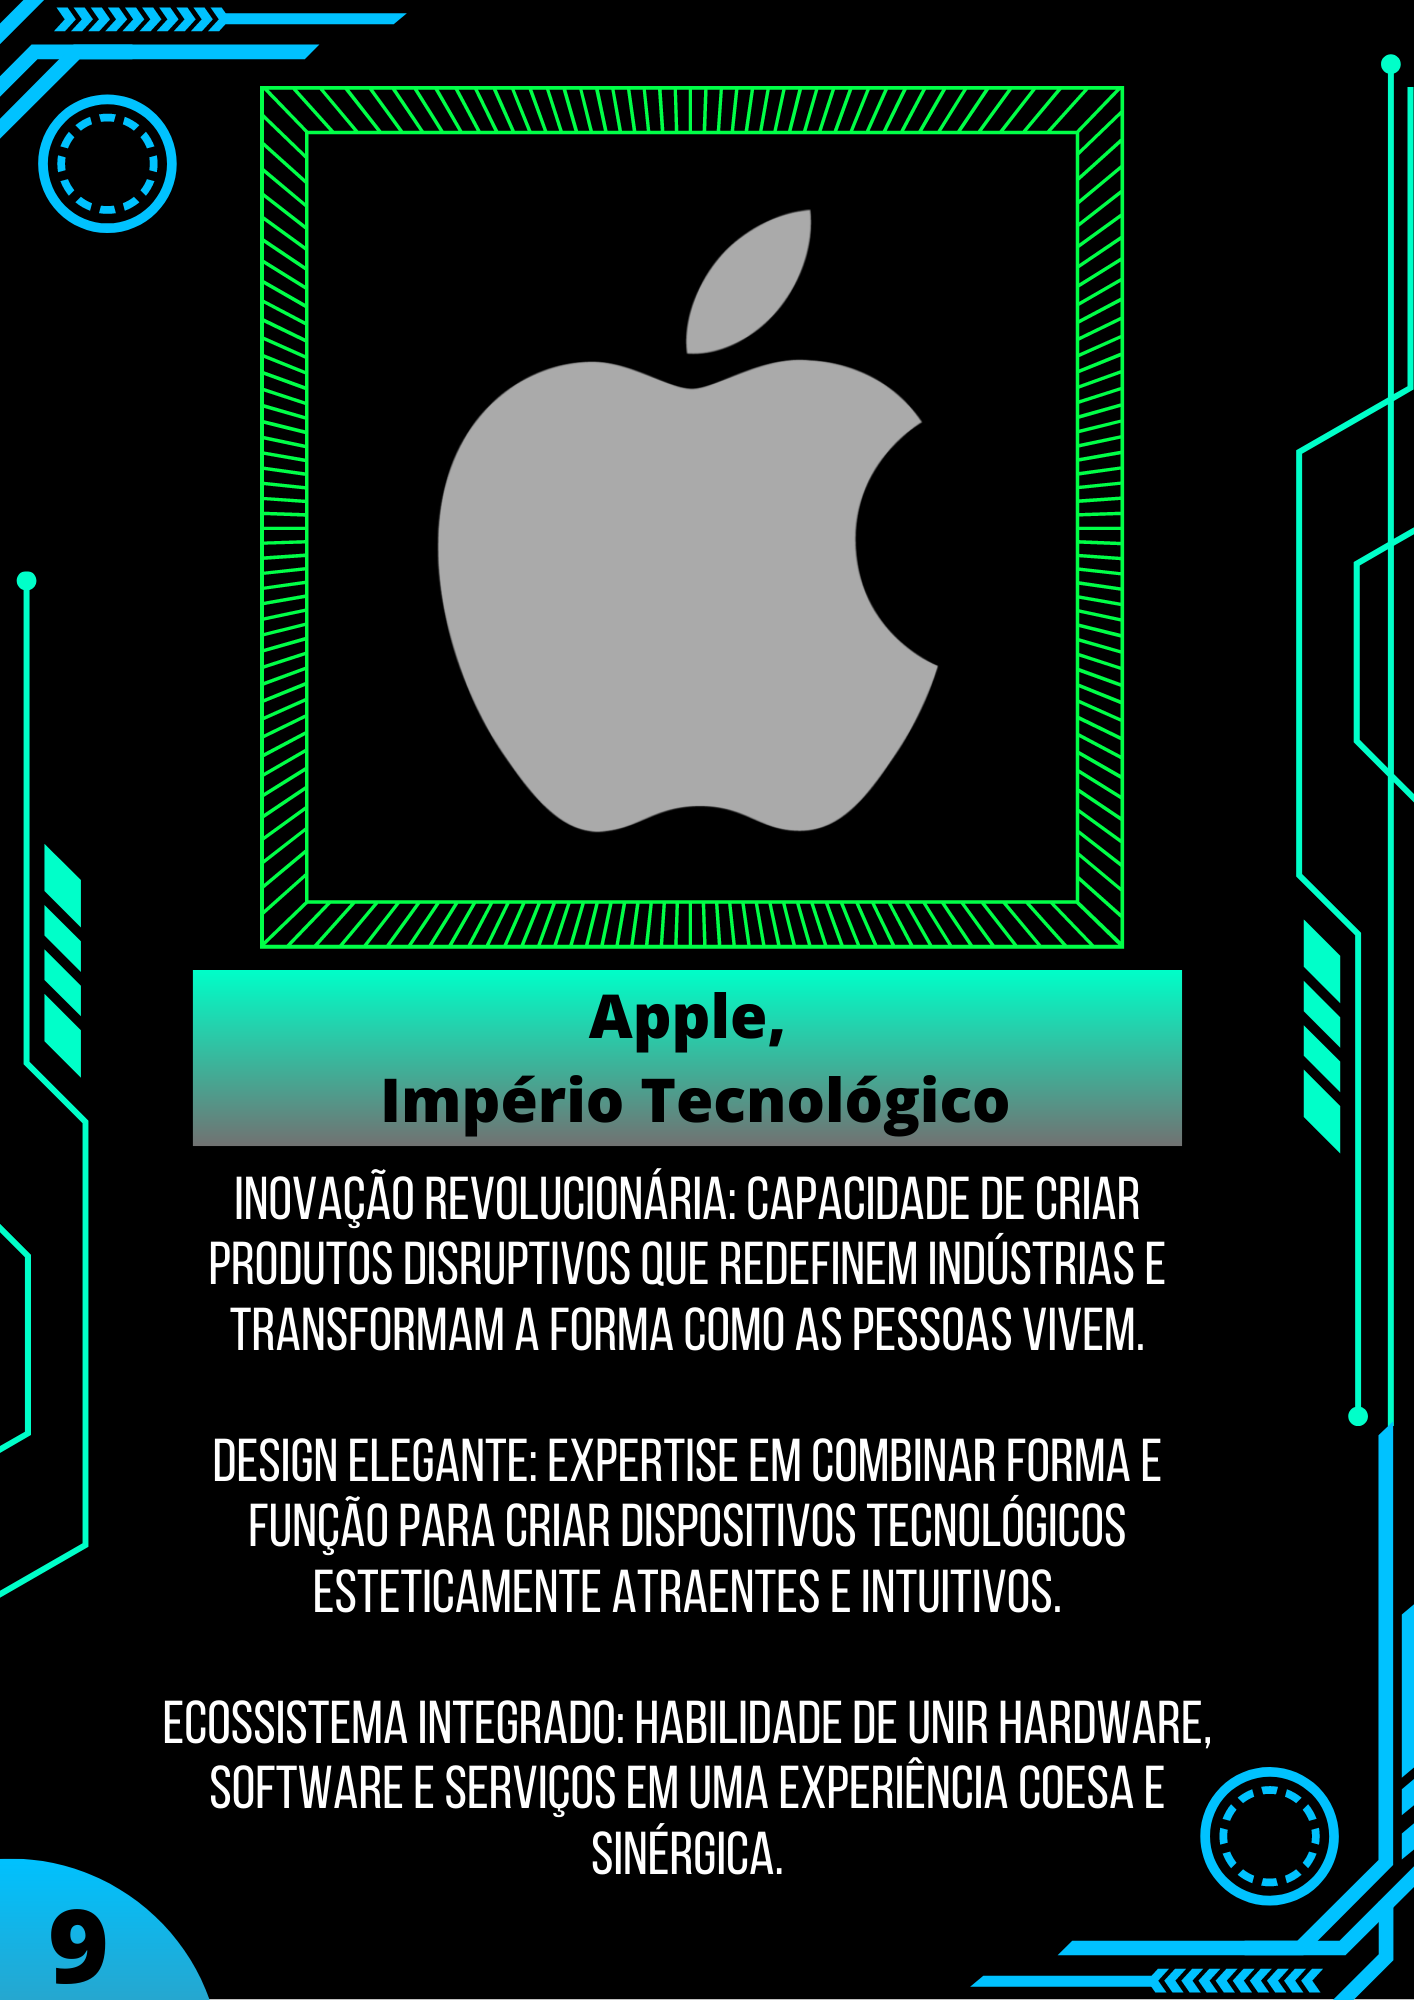 Apple,
Império Tecnológico
INOVAÇÃO REVOLUCIONÁRIA: CAPACIDADE DE CRIAR
PRODUTOS DISRUPTIVOS QUE REDEFINEM INDÚSTRIAS E
TRANSFORMAM A FORMA COMO AS PESSOAS VIVEM.
DESIGN ELEGANTE: EXPERTISE EM COMBINAR FORMA E
FUNÇÃO PARA CRIAR DISPOSITIVOS TECNOLÓGICOS
ESTETICAMENTE ATRAENTES E INTUITIVOS.
ECOSSISTEMA INTEGRADO: HABILIDADE DE UNIR HARDWARE,
SOFTWARE E SERVIÇOS EM UMA EXPERIÊNCIA COESA E
SINÉRGICA.
9